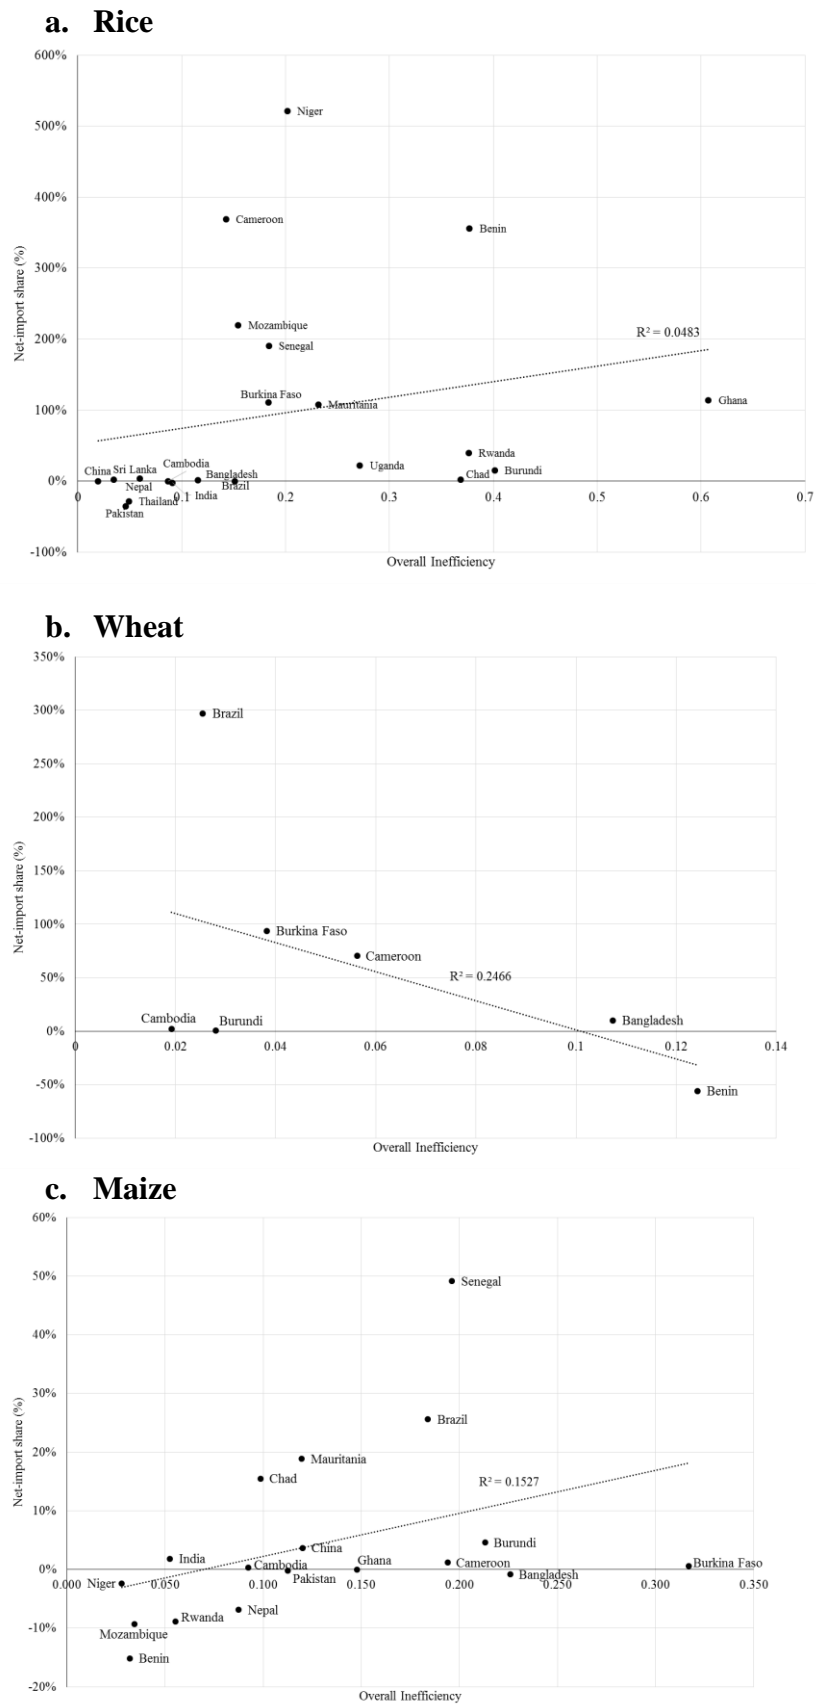 a. Rice
600%
Niger
500%
400%
Cameroon
Benin
300%
Mozambique
200%
R² = 0.0483
Senegal
Burkina Faso
Mauritania
100%
Ghana
Rwanda
Uganda
Burundi
Chad
Cambodia
China Sri Lanka
Bangladesh
0%
Nepal
Brazil
India
Thailand
Pakistan
0 0.1 0.2 0.3 0.4 0.5 0.6 0.7
-100%
Net-import share (%)
Overall Inefficiency
b. Wheat
350%
300%
Brazil
250%
200%
150%
100%
Burkina Faso
Cameroon
50%
R² = 0.2466
Cambodia
Burundi
Bangladesh
0%
0 0.02 0.04 0.06 0.08 0.1 0.12 0.14
-50%
Benin
-100%
Net-import share (%)
Overall Inefficiency
c. Maize
60%
50%
Senegal
40%
30%
Brazil
20%
Mauritania
Chad
R² = 0.1527
10%
Burundi
China
India
Ghana
Cambodia
Cameroon
Burkina Faso
0%
Pakistan
Bangladesh
Niger
0.000 0.050 0.100 0.150 0.200 0.250 0.300 0.350
Nepal
Rwanda
Mozambique
-10%
Benin
-20%
Net-import share (%)
Overall Inefficiency